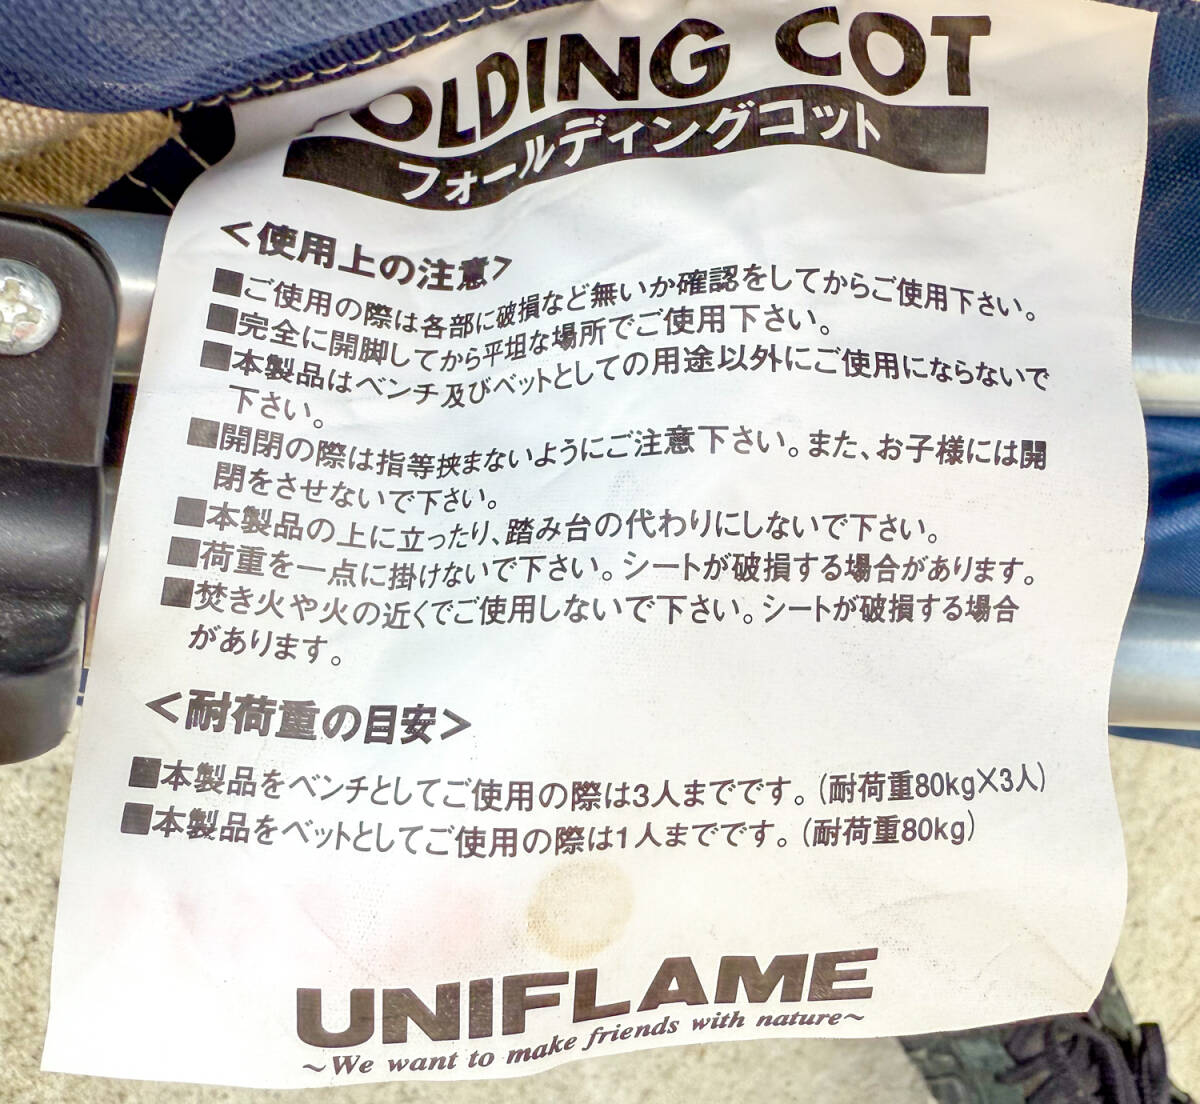 FOLDING COT
フォールディングコット
<使用上の注意>
■ご使用の際は各部に破損など無いか確認をしてからご使用下さい。
■完全に開脚してから平坦な場所でご使用下さい。
■本製品はベンチ及びベットとしての用途以外にご使用にならないで
下さい。
■開閉の際は指等挟まないようにご注意下さい。また、お子様には開
閉をさせないで下さい。
■本製品の上に立ったり、踏み台の代わりにしないで下さい。
■荷重を一点に掛けないで下さい。シートが破損する場合があります。
■焚き火や火の近くでご使用しないで下さい。シートが破損する場合
があります。
<耐荷重の目安>
■本製品をベンチとしてご使用の際は3人までです。(耐荷重80kg×3人)
■本製品をベットとしてご使用の際は1人までです。(耐荷重80kg)
UNIFLAME
~We want to make friends with nature~